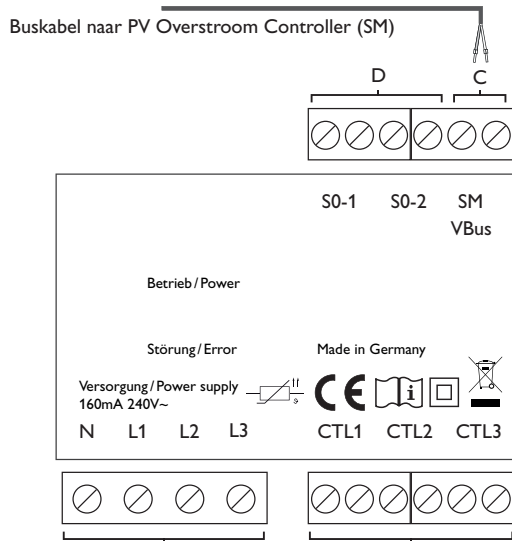 Buskabel naar PV Overstroom Controller (SM)
D C
S0-1 S0-2 SM
VBus
Betrieb/Power
Störung/Error Made in Germany
Versorgung/Power supply
160mA 240V~
CE i
N L1 L2 L3 CTL1 CTL2 CTL3